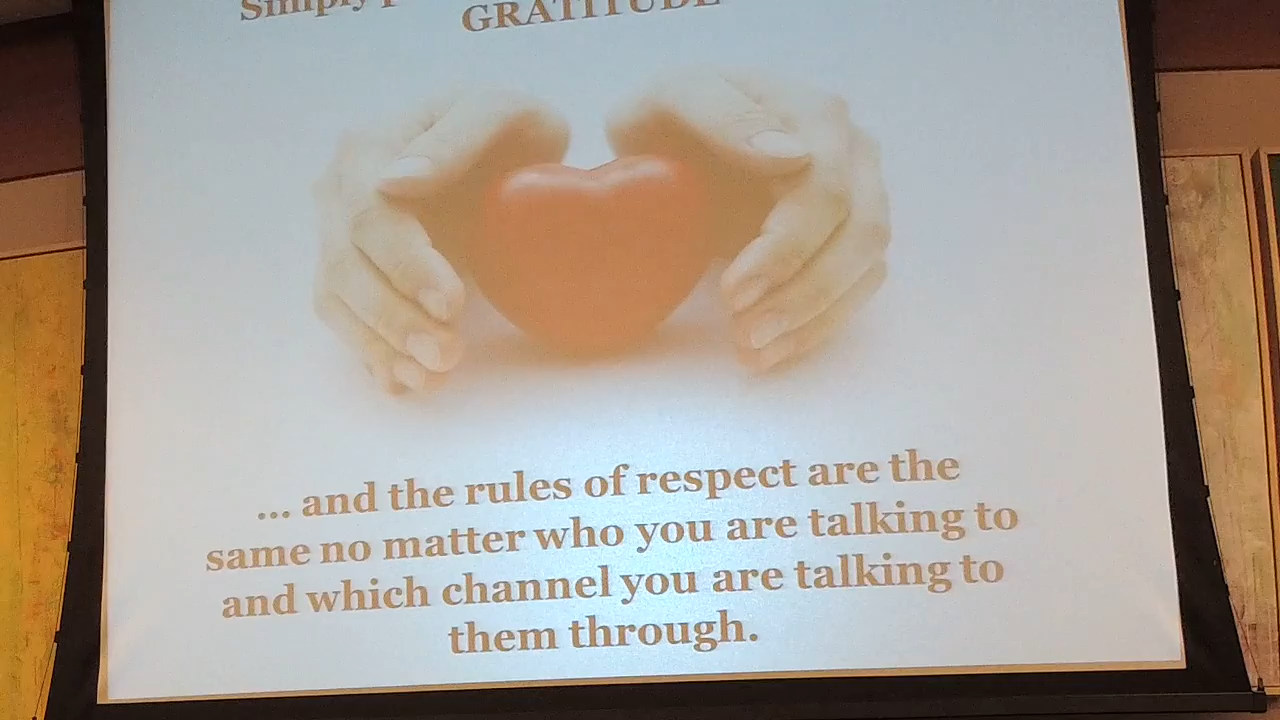 Simply
GRATITUDE
... and the rules of respect are the
same no matter who you are talking to
and which channel you are talking to
them through.